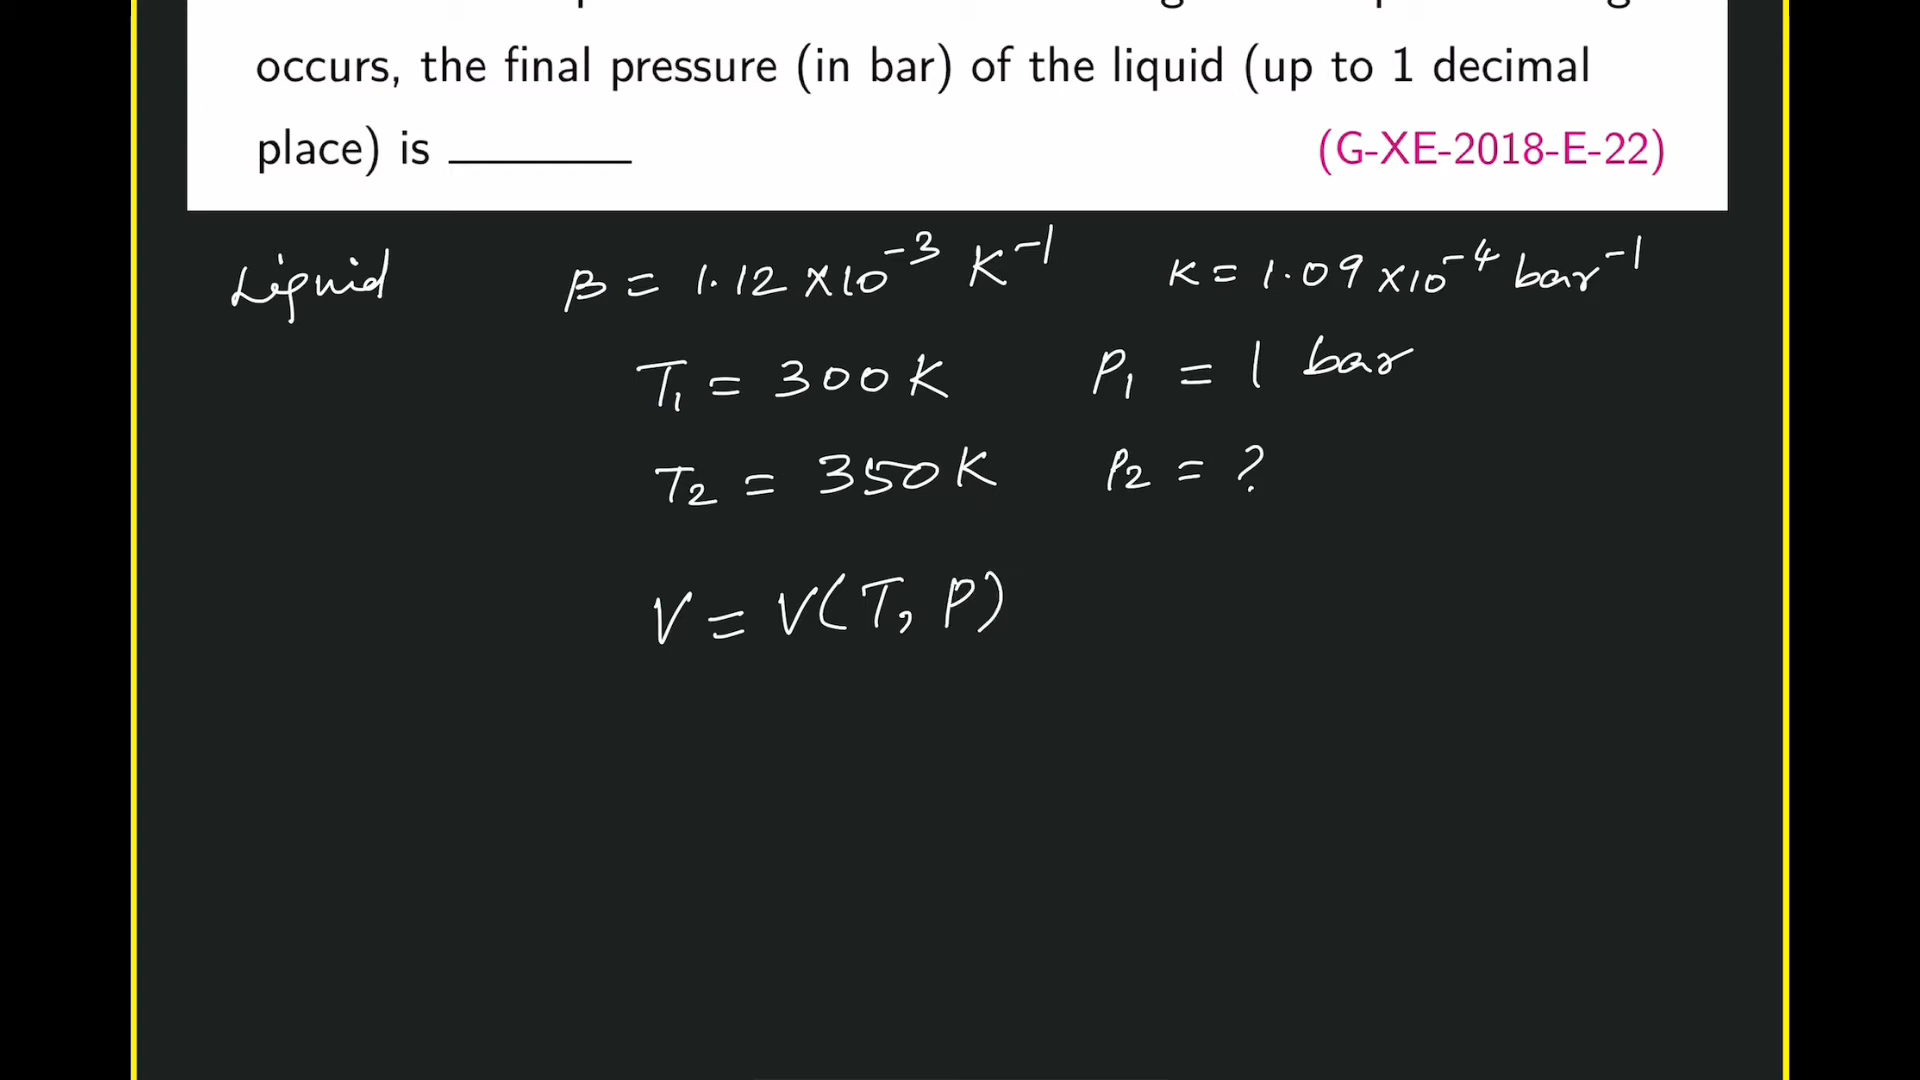 occurs, the final pressure (in bar) of the liquid (up to 1 decimal
place) is ________ (G-XE-2018-E-22)
Liquid β = 1.12 × 10⁻³ K⁻¹ κ = 1.09 × 10⁻⁴ bar⁻¹
T₁ = 300 K P₁ = 1 bar
T₂ = 350 K P₂ = ?
V = V(T, P)